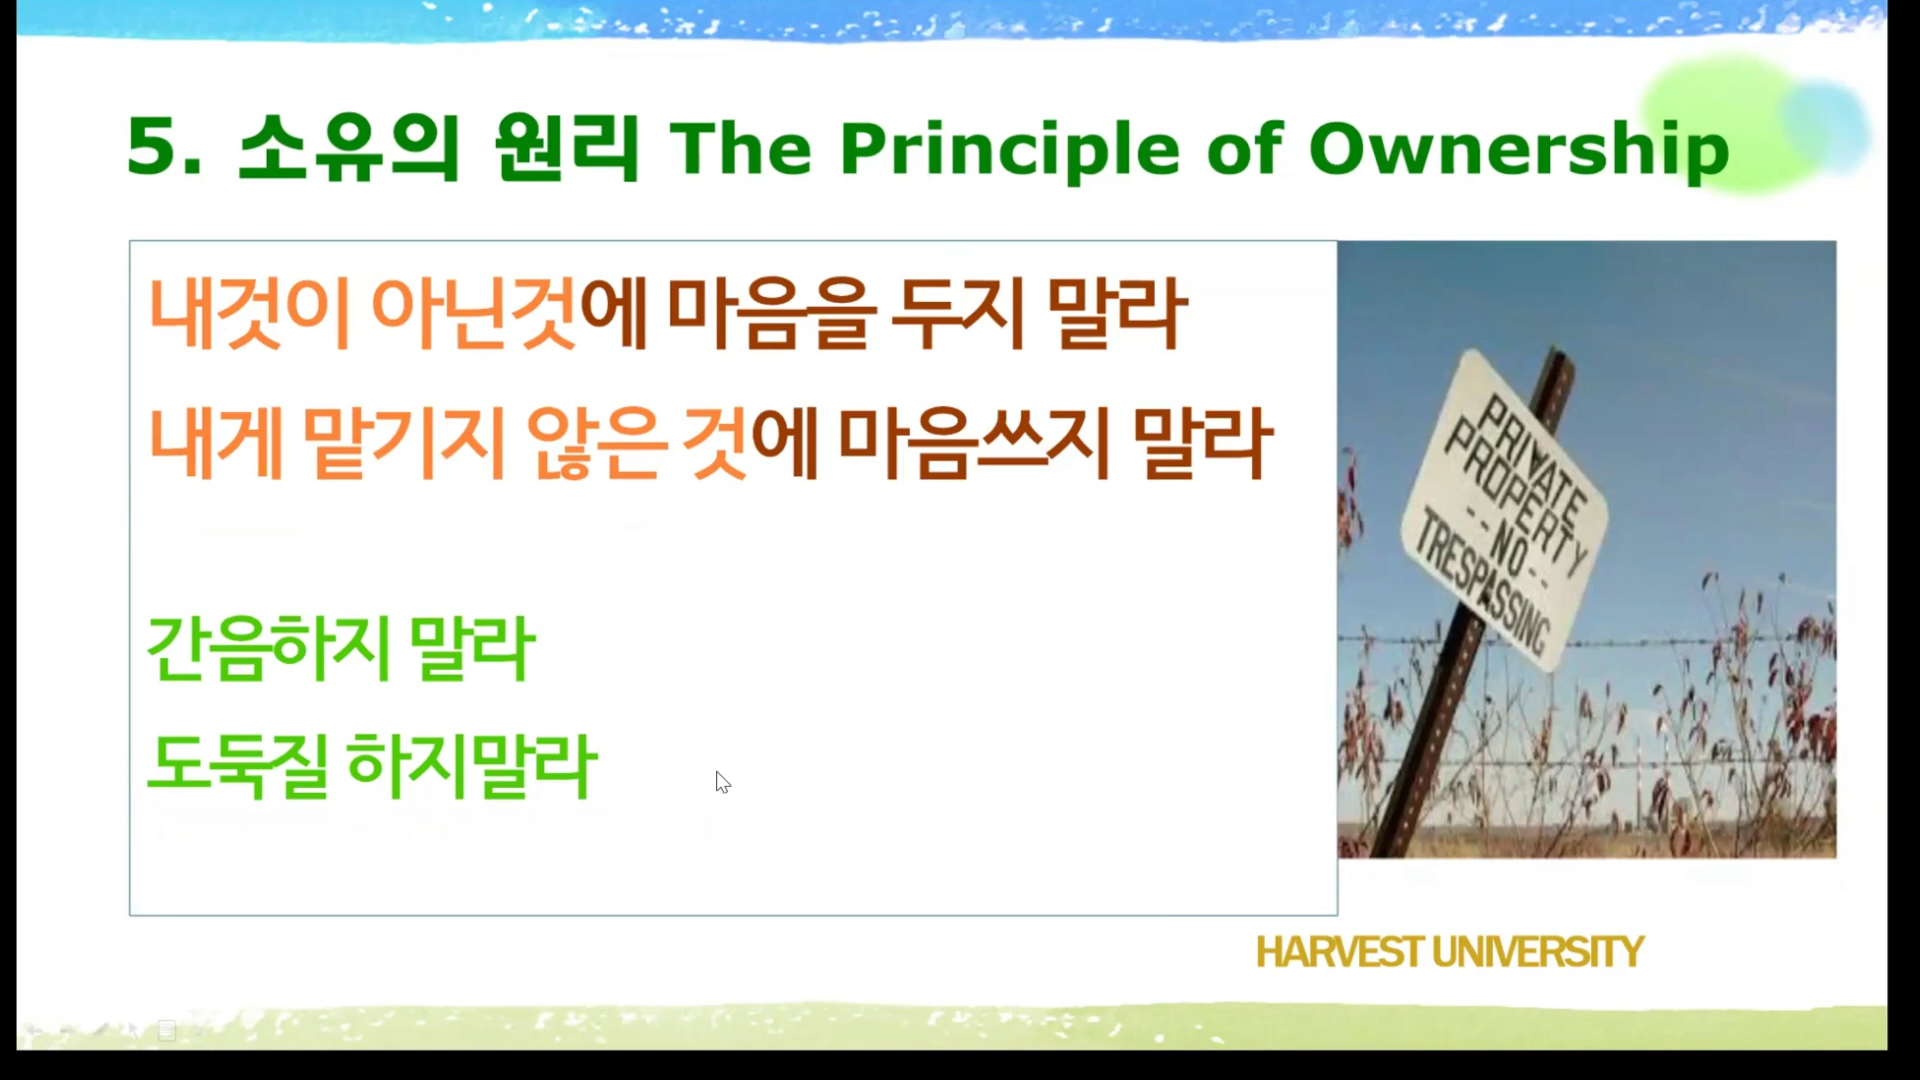 5. 소유의 원리 The Principle of Ownership
내것이 아닌것에 마음을 두지 말라
내게 맡기지 않은 것에 마음쓰지 말라
간음하지 말라
도둑질 하지말라
PRIVATE
PROPERTY
--NO--
TRESPASSING
HARVEST UNIVERSITY